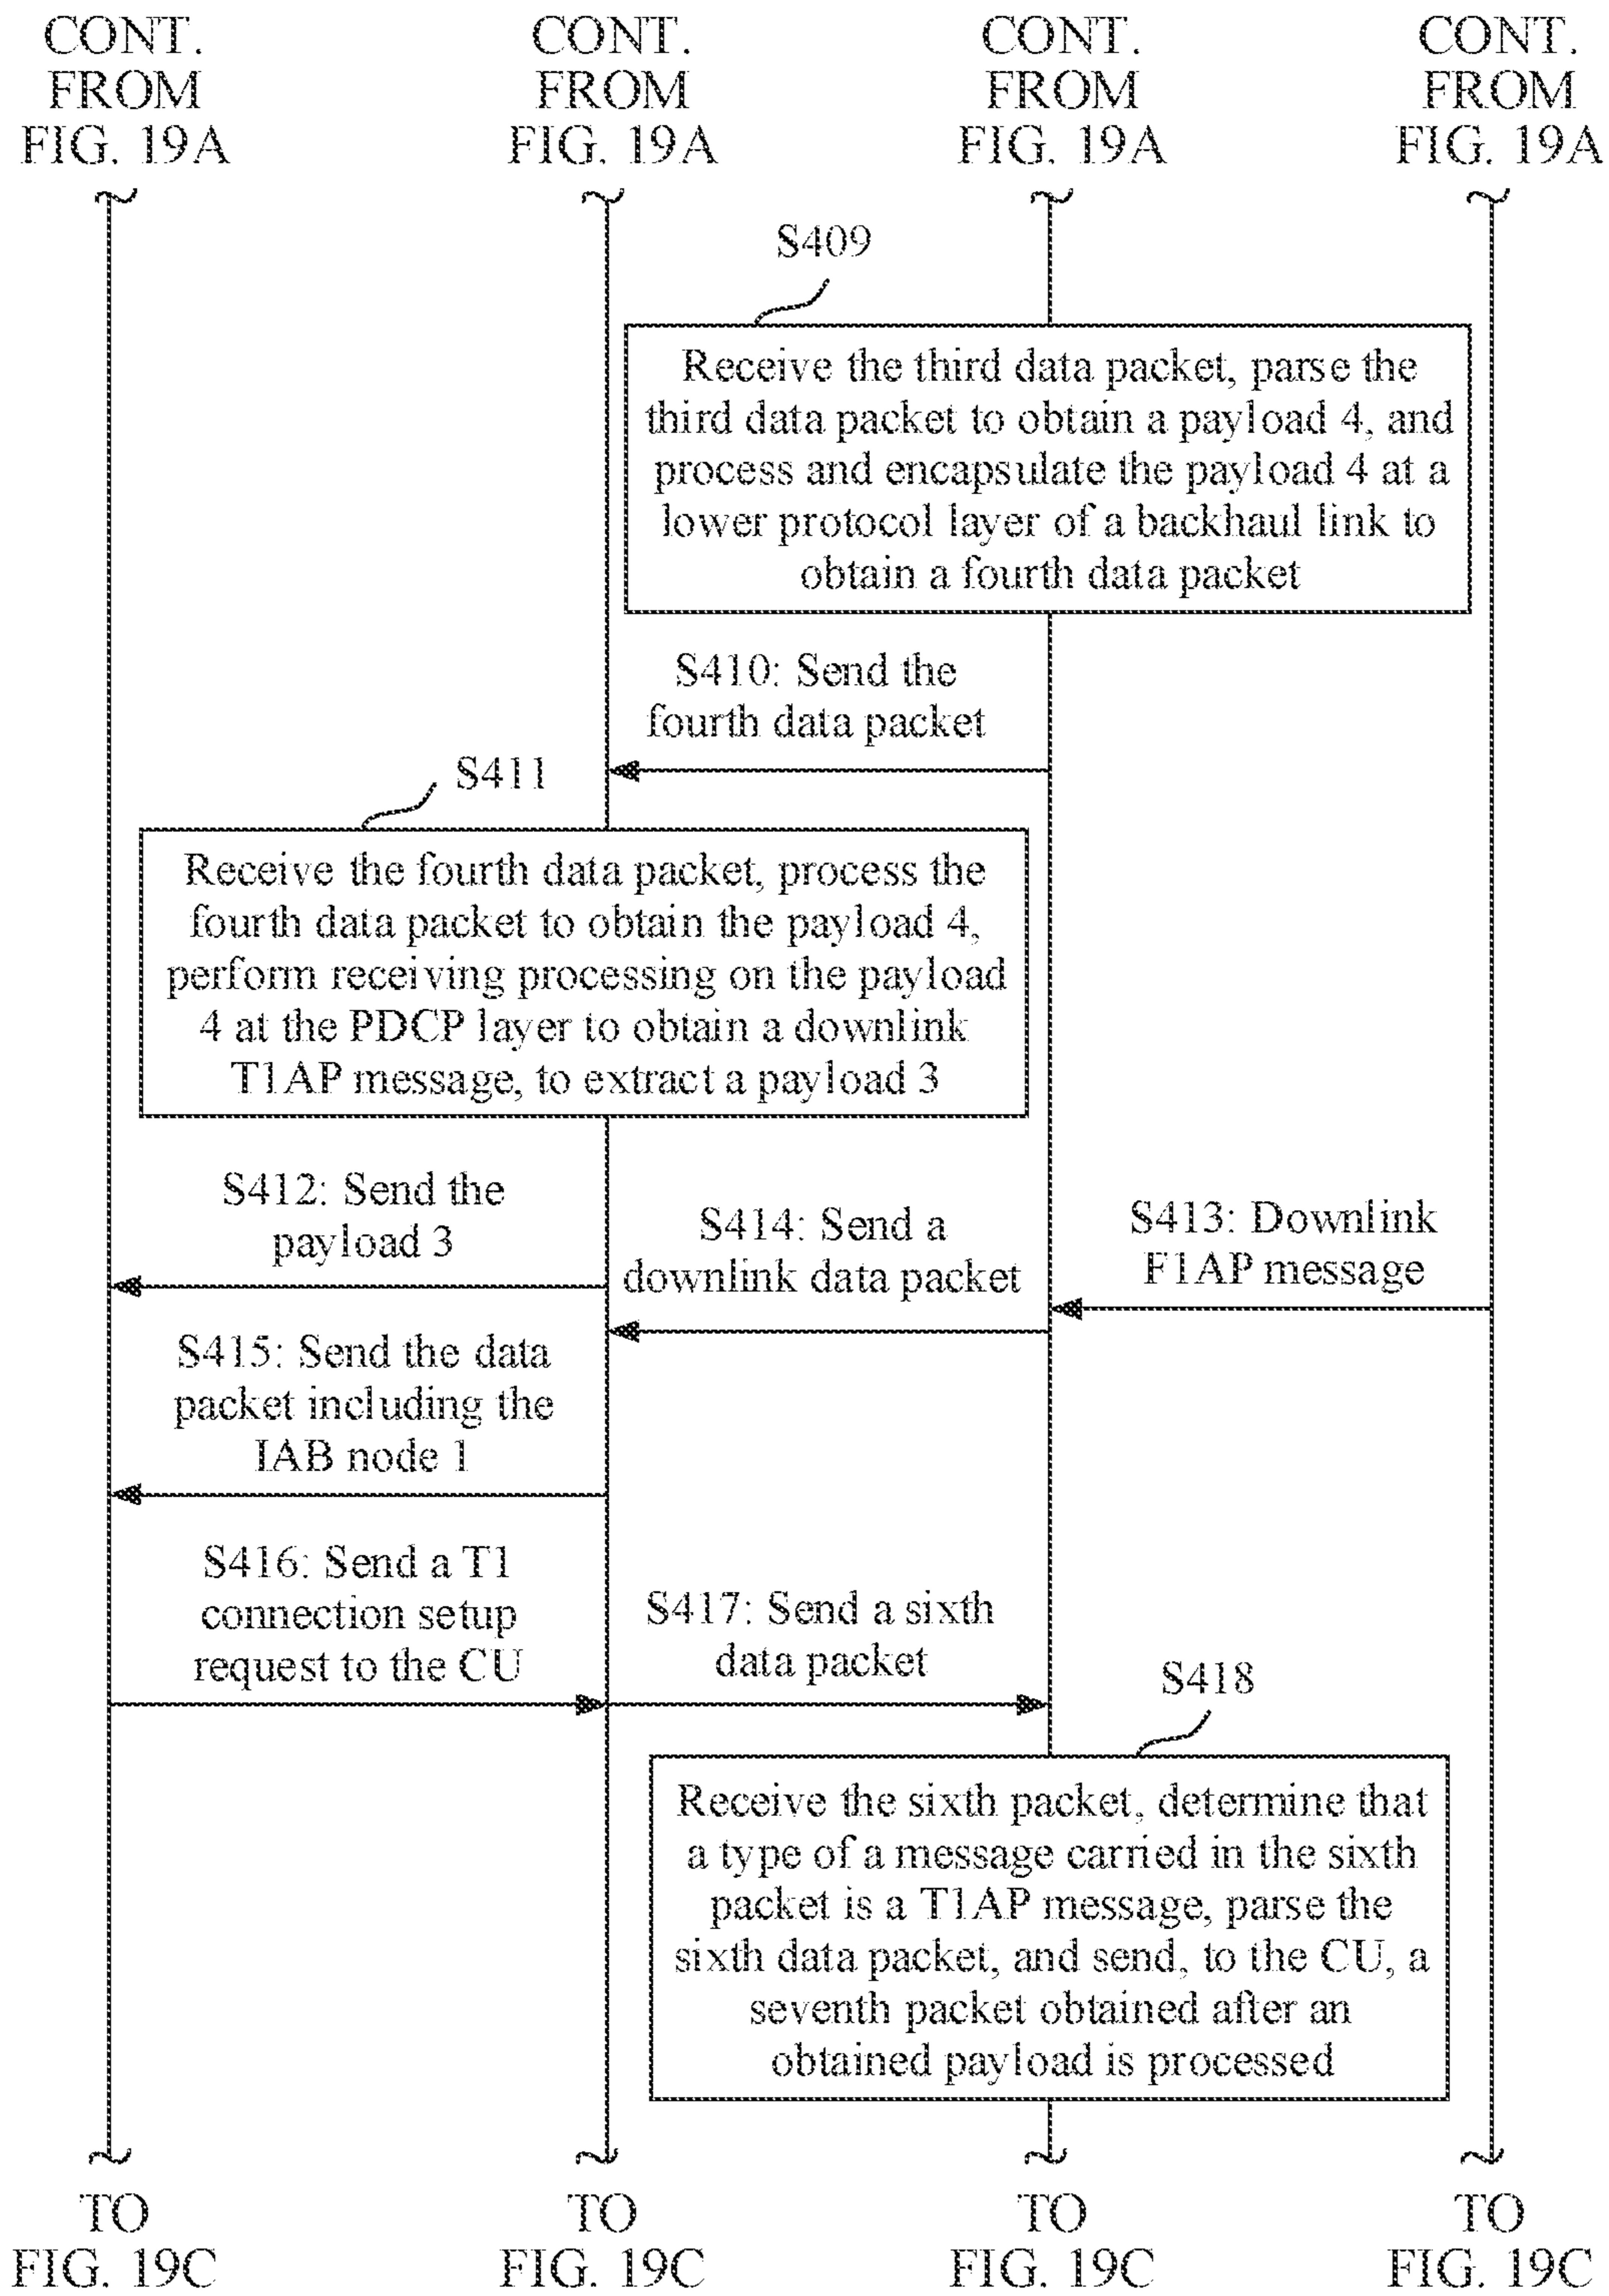 CONT.
FROM
FIG. 19A
CONT.
FROM
FIG. 19A
CONT.
FROM
FIG. 19A
CONT.
FROM
FIG. 19A
S409
Receive the third data packet, parse the
third data packet to obtain a payload 4, and
process and encapsulate the payload 4 at a
lower protocol layer of a backhaul link to
obtain a fourth data packet
S410: Send the
fourth data packet
S411
Receive the fourth data packet, process the
fourth data packet to obtain the payload 4,
perform receiving processing on the payload
4 at the PDCP layer to obtain a downlink
T1AP message, to extract a payload 3
S412: Send the
payload 3
S414: Send a
downlink data packet
S413: Downlink
F1AP message
S415: Send the data
packet including the
IAB node 1
S416: Send a T1
connection setup
request to the CU
S417: Send a sixth
data packet
S418
Receive the sixth packet, determine that
a type of a message carried in the sixth
packet is a T1AP message, parse the
sixth data packet, and send, to the CU, a
seventh packet obtained after an
obtained payload is processed
TO
FIG. 19C
TO
FIG. 19C
TO
FIG. 19C
TO
FIG. 19C